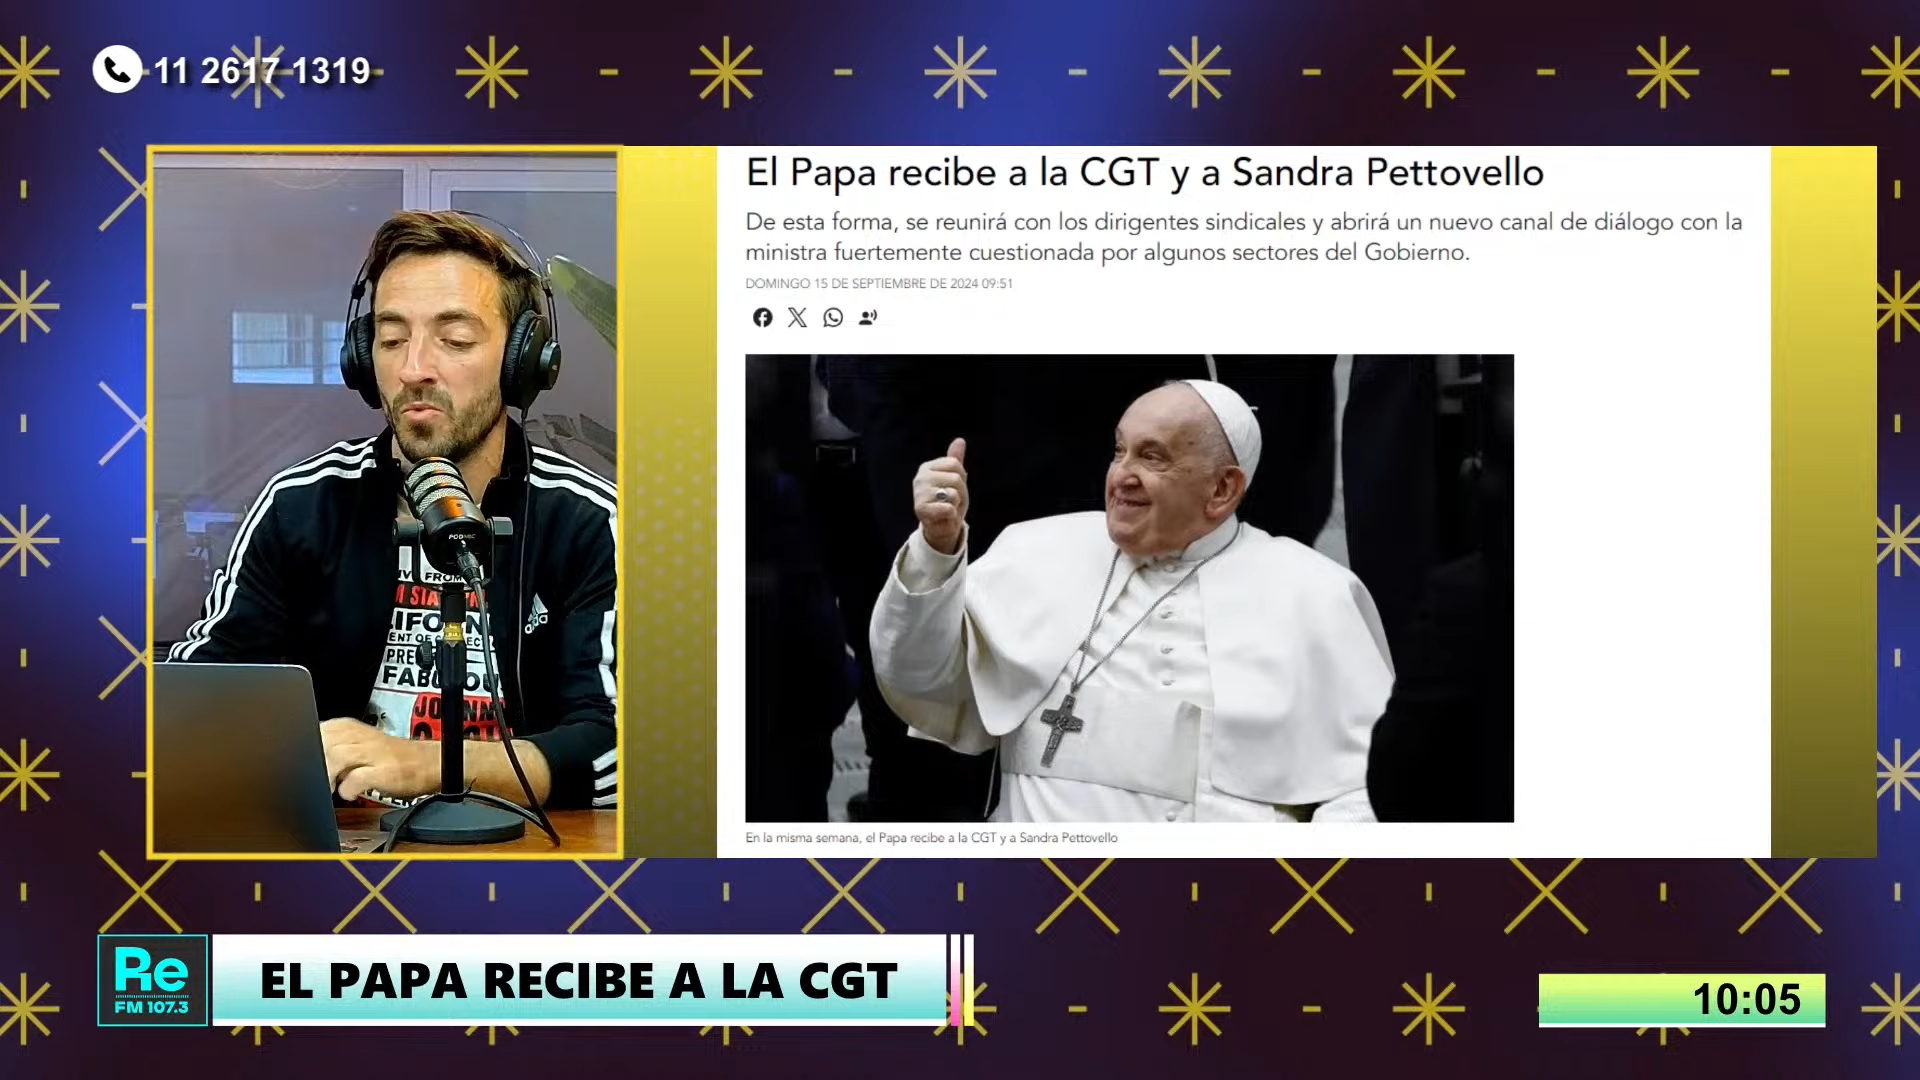 11 2617 1319
El Papa recibe a la CGT y a Sandra Pettovello
De esta forma, se reunirá con los dirigentes sindicales y abrirá un nuevo canal de diálogo con la
ministra fuertemente cuestionada por algunos sectores del Gobierno.
DOMINGO 15 DE SEPTIEMBRE DE 2024 09:51
PODMIC
FROM
adidas
En la misma semana, el Papa recibe a la CGT y a Sandra Pettovello
Re
FM 107.3
EL PAPA RECIBE A LA CGT
10:05